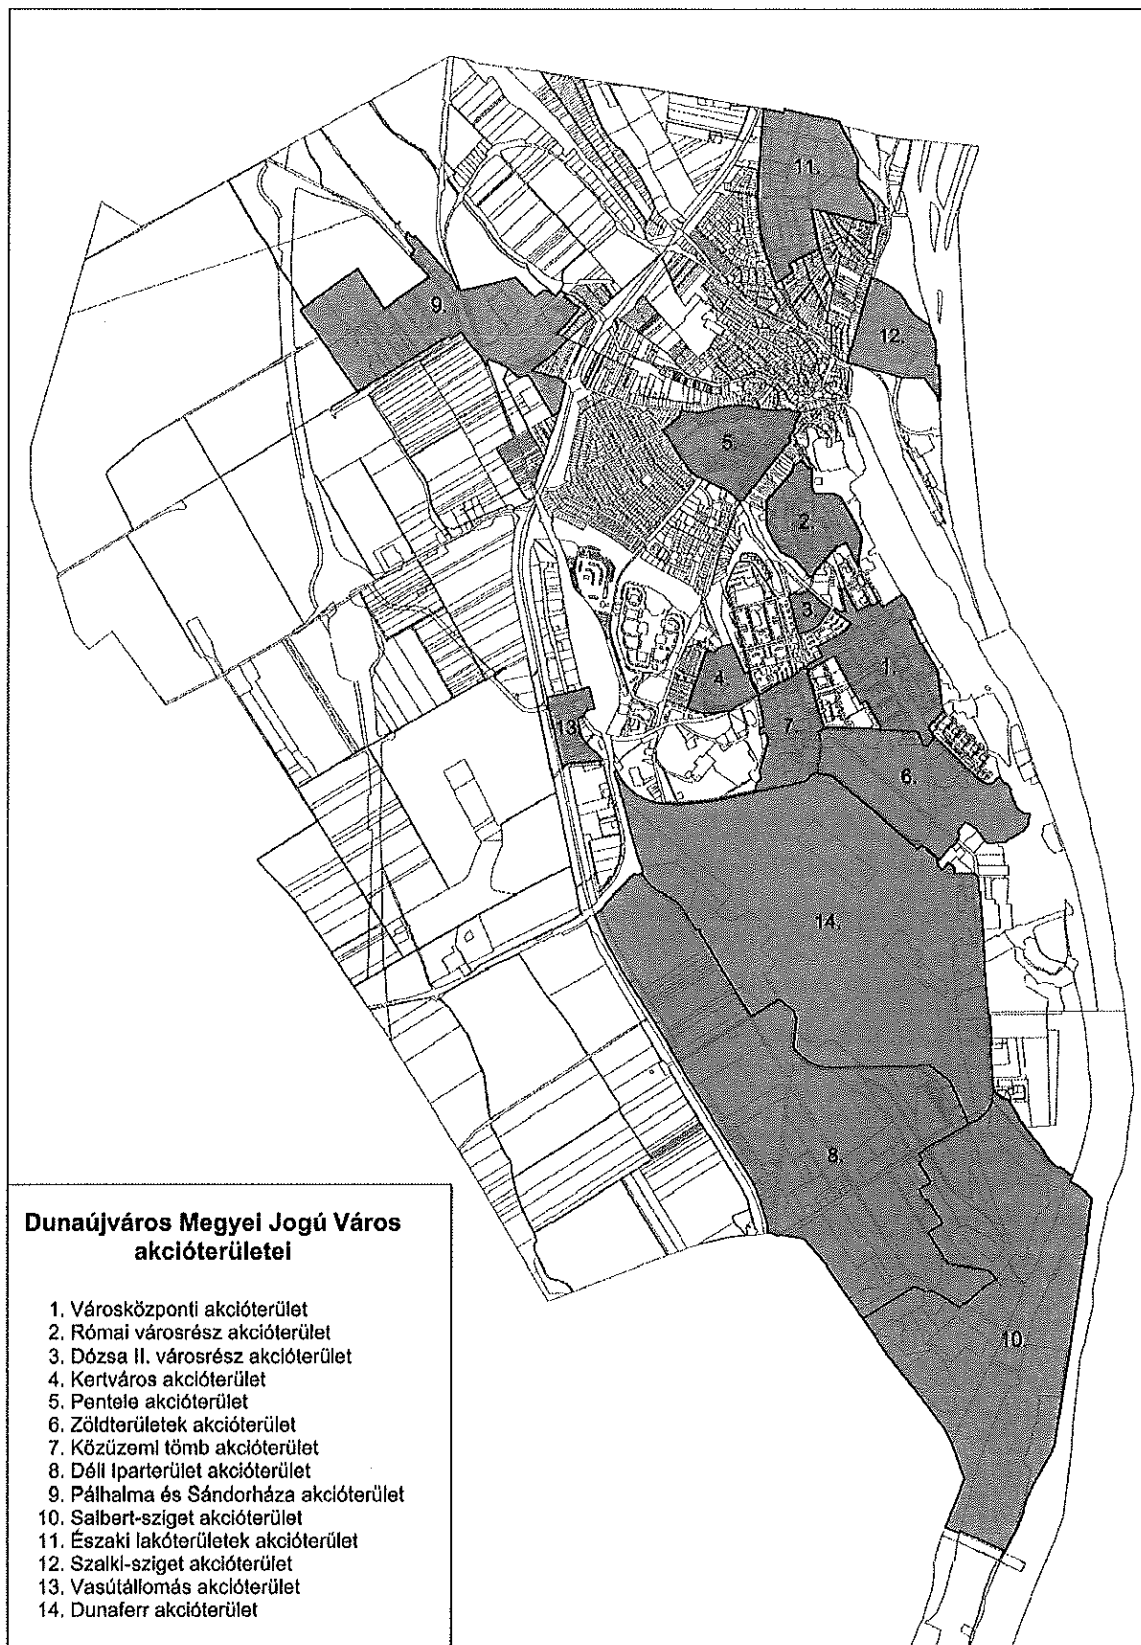 11.
12.
9.
5.
2.
3.
1.
4.
7
13.
6.
14.
8.
10.
Dunaújváros Megyei Jogú Város
akcióterületei
1. Városközponti akcióterület
2. Római városrész akcióterület
3. Dózsa II. városrész akcióterület
4. Kertváros akcióterület
5. Pentele akcióterület
6. Zöldterületek akcióterület
7. Közüzemi tömb akcióterület
8. Déli Iparterület akcióterület
9. Pálhalma és Sándorháza akcióterület
10. Salbert-sziget akcióterület
11. Északi lakóterületek akcióterület
12. Szalki-sziget akcióterület
13. Vasútállomás akcióterület
14. Dunaferr akcióterület